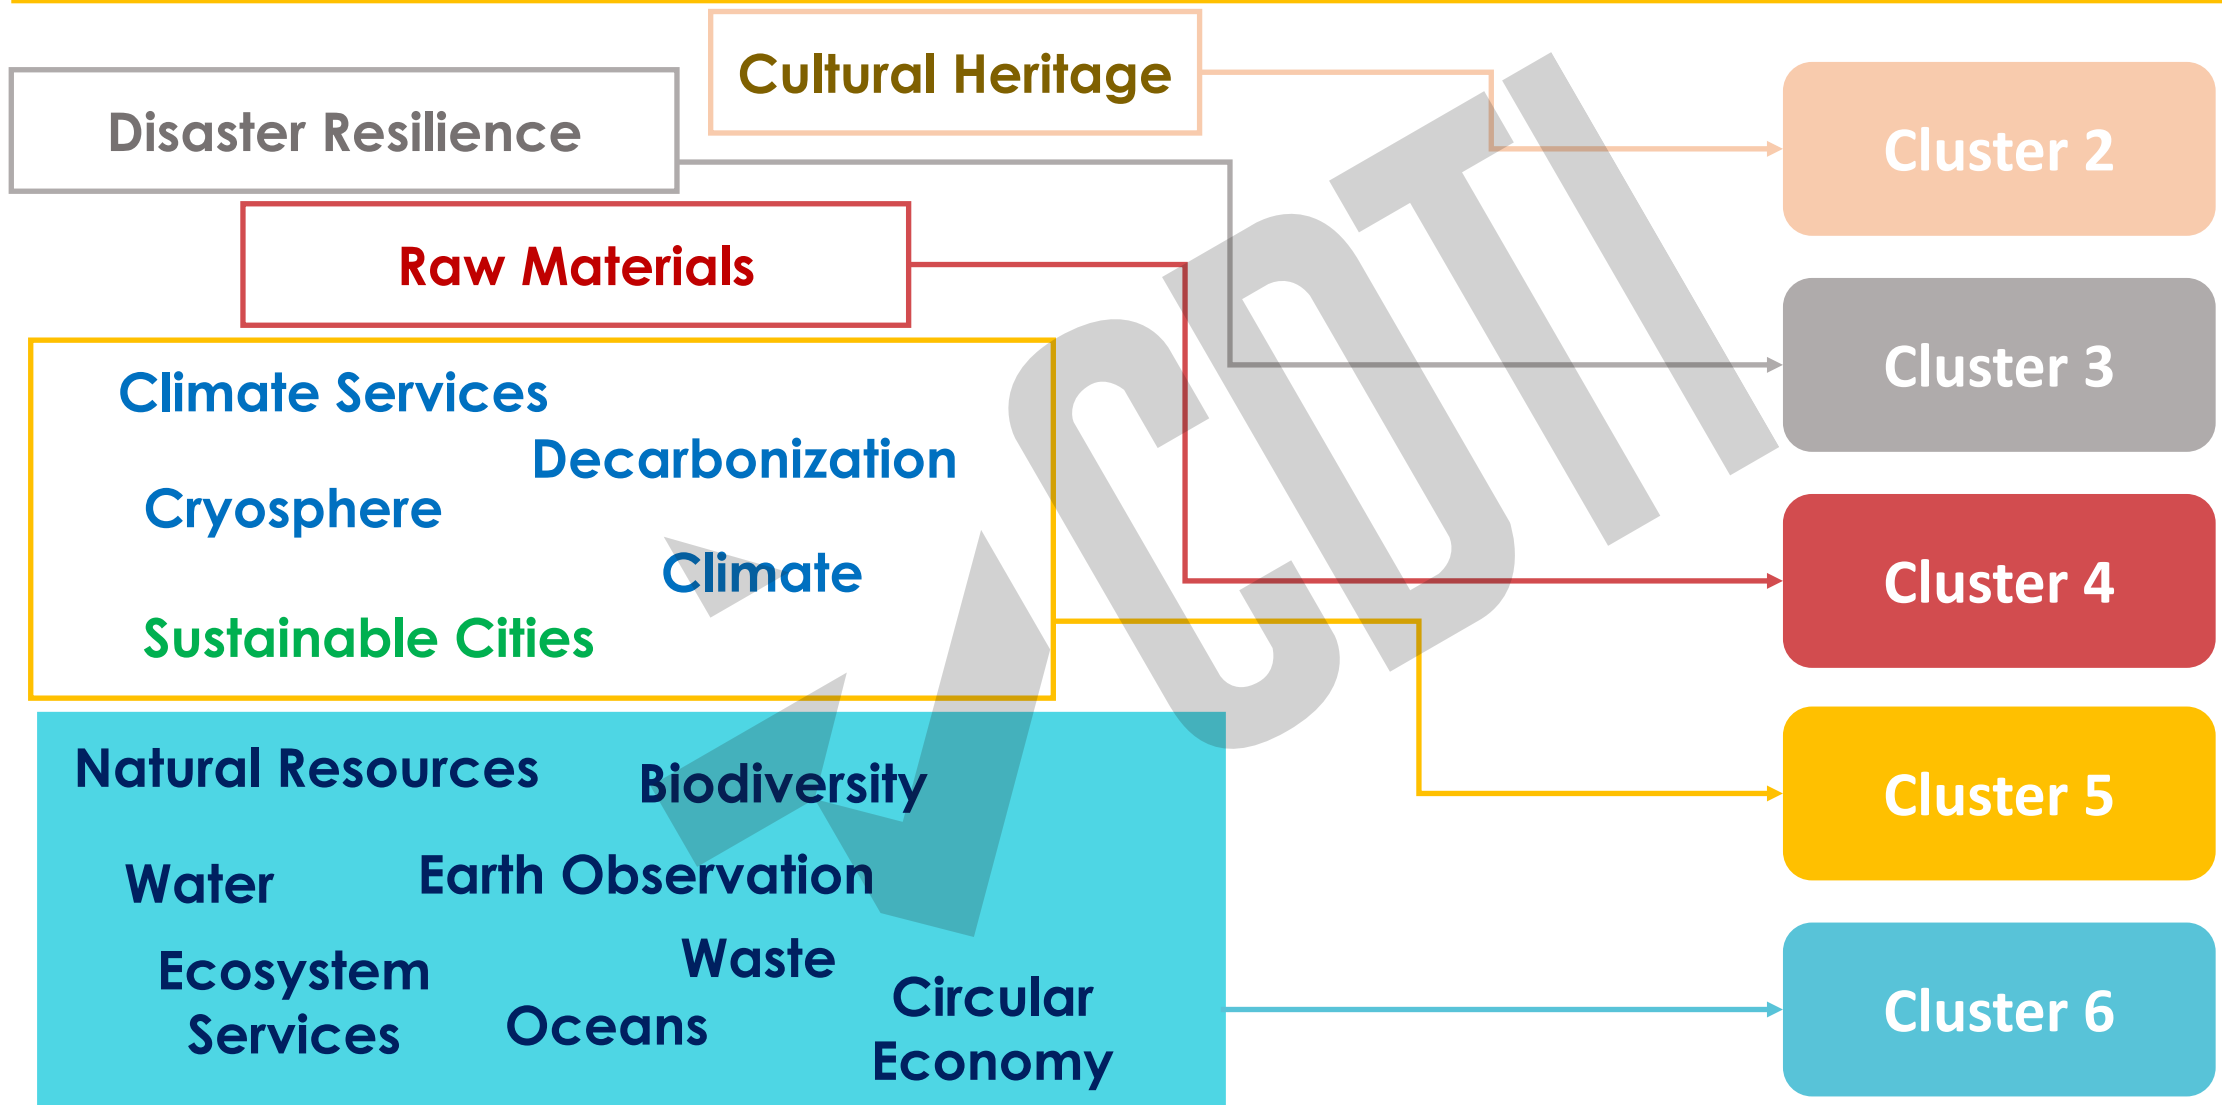 Cultural Heritage
Disaster Resilience
Raw Materials
Climate Services
Decarbonization
Cryosphere
Climate
Sustainable Cities
Natural Resources
Biodiversity
Water
Earth Observation
Ecosystem
Services
Waste
Oceans
Circular
Economy
Cluster 2
Cluster 3
Cluster 4
Cluster 5
Cluster 6
CDTI